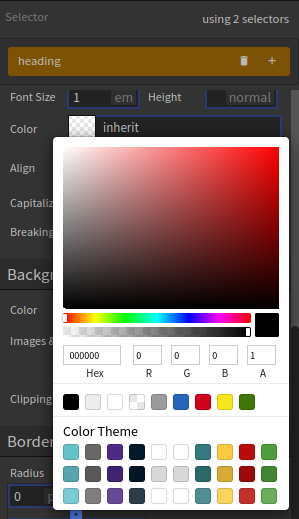 Selector using 2 selectors
heading +
Font Size 1 em Height normal
Color inherit
Align
Capitaliz
Breaking
Backgr
Color
Images &
Clipping
Border
Radius
0 p
000000 0 0 0 1
Hex R G B A
Color Theme